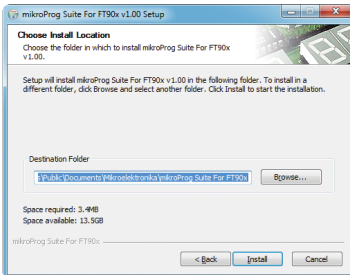 mikroProg Suite For FT90x v1.00 Setup
Choose Install Location
Choose the folder in which to install mikroProg Suite For FT90x
v1.00.
Setup will install mikroProg Suite For FT90x v1.00 in the following folder. To install in a
different folder, click Browse and select another folder. Click Install to start the installation.
Destination Folder
s\Public\Documents\Mikroelektronika\mikroProg Suite For FT90x
Browse...
Space required: 3.4MB
Space available: 13.5GB
mikroProg Suite For FT90x
< Back
Install
Cancel